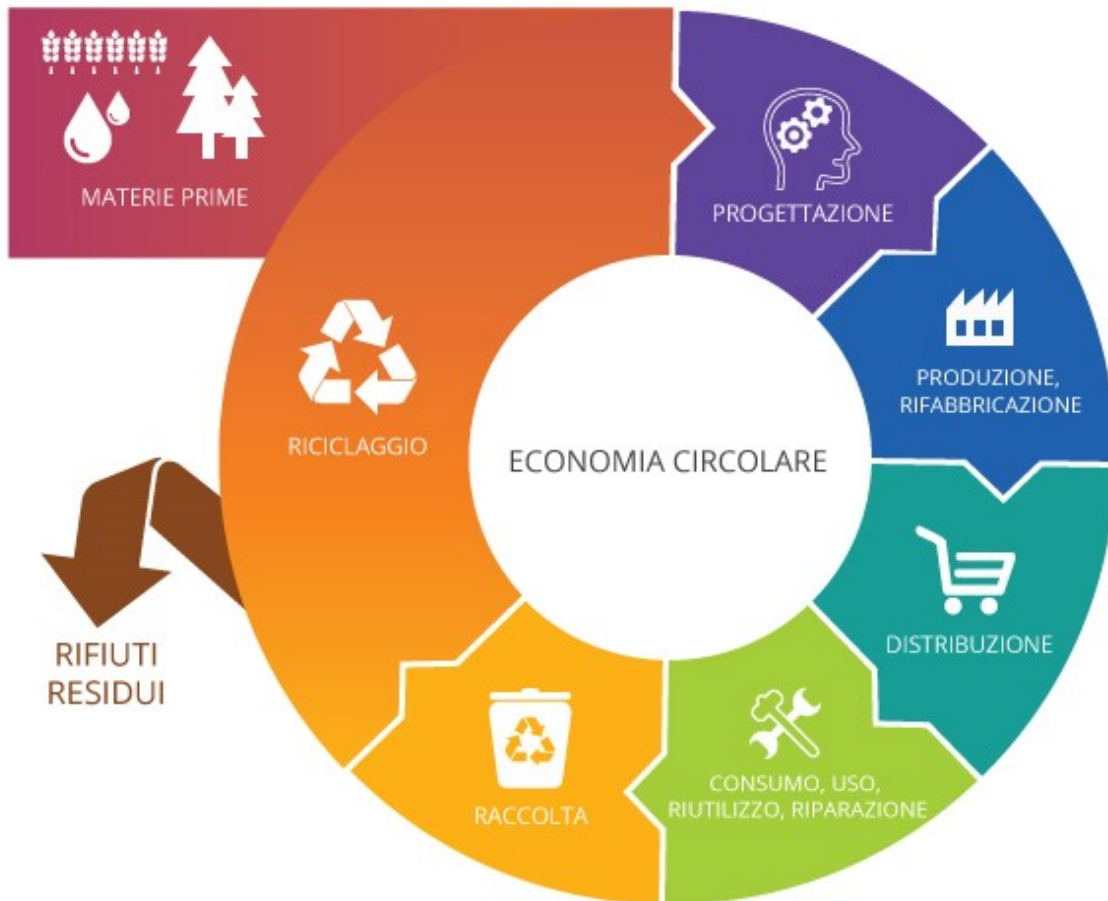 MATERIE PRIME
PROGETTAZIONE
PRODUZIONE,
RIFABBRICAZIONE
DISTRIBUZIONE
CONSUMO, USO,
RIUTILIZZO, RIPARAZIONE
RACCOLTA
RICICLAGGIO
RIFIUTI
RESIDUI
ECONOMIA CIRCOLARE